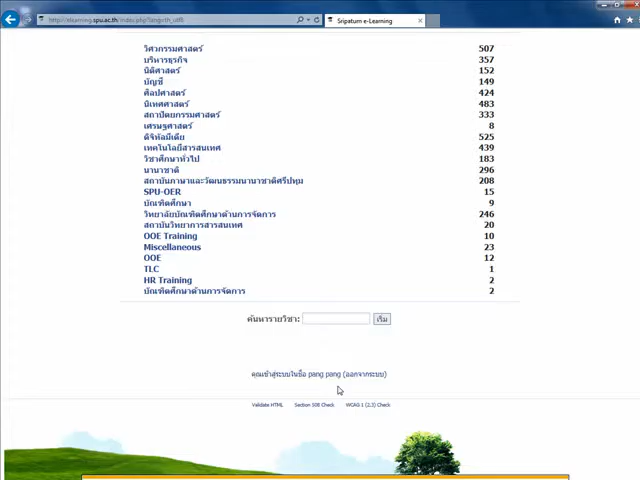 http://elearning.spu.ac.th/index.php?lang=th_utf8
Sripatum e-Learning
วิศวกรรมศาสตร์ 507
บริหารธุรกิจ 357
นิติศาสตร์ 152
บัญชี 149
ศิลปศาสตร์ 424
นิเทศศาสตร์ 483
สถาปัตยกรรมศาสตร์ 333
เศรษฐศาสตร์ 8
ดิจิทัลมีเดีย 525
เทคโนโลยีสารสนเทศ 439
วิชาศึกษาทั่วไป 183
นานาชาติ 296
สถาบันภาษาและวัฒนธรรมนานาชาติศรีปทุม 208
SPU-OER 15
บัณฑิตศึกษา 9
วิทยาลัยบัณฑิตศึกษาด้านการจัดการ 246
สถาบันวิทยาการสารสนเทศ 20
OOE Training 10
Miscellaneous 23
OOE 12
TLC 1
HR Training 2
บัณฑิตศึกษาด้านการจัดการ 2
ค้นหารายวิชา: เริ่ม
คุณเข้าสู่ระบบในชื่อ pang pang (ออกจากระบบ)
Validate HTML Section 508 Check WCAG 1 (2,3) Check